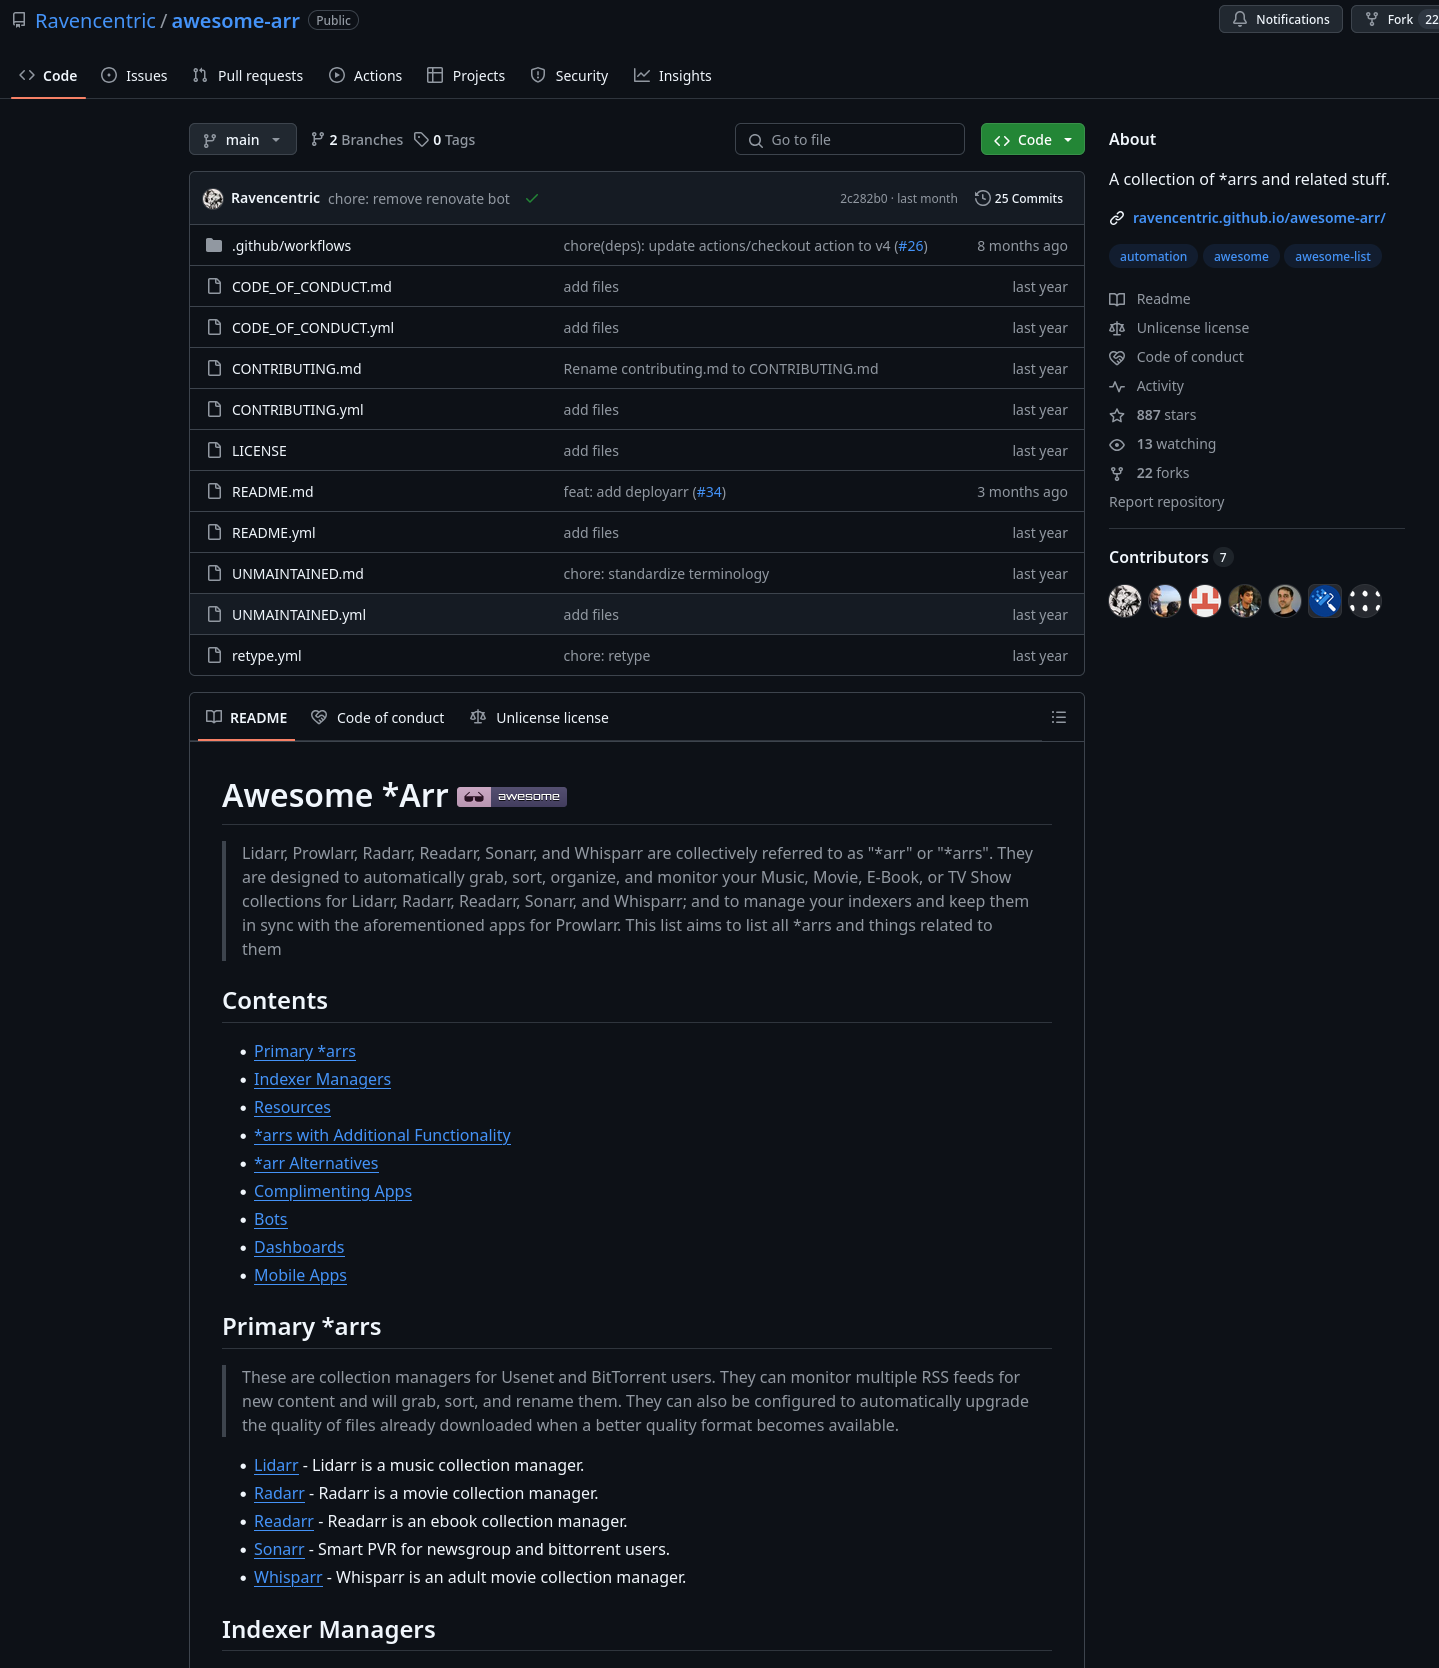 Ravencentric / awesome-arr Public
Notifications
Fork 22
Code Issues Pull requests Actions Projects Security Insights
main 2 Branches 0 Tags Go to file Code
Ravencentric chore: remove renovate bot 2c282b0 · last month 25 Commits
.github/workflows chore(deps): update actions/checkout action to v4 (#26) 8 months ago
CODE_OF_CONDUCT.md add files last year
CODE_OF_CONDUCT.yml add files last year
CONTRIBUTING.md Rename contributing.md to CONTRIBUTING.md last year
CONTRIBUTING.yml add files last year
LICENSE add files last year
README.md feat: add deployarr (#34) 3 months ago
README.yml add files last year
UNMAINTAINED.md chore: standardize terminology last year
UNMAINTAINED.yml add files last year
retype.yml chore: retype last year
README Code of conduct Unlicense license
Awesome *Arr awesome
Lidarr, Prowlarr, Radarr, Readarr, Sonarr, and Whisparr are collectively referred to as "*arr" or "*arrs". They
are designed to automatically grab, sort, organize, and monitor your Music, Movie, E-Book, or TV Show
collections for Lidarr, Radarr, Readarr, Sonarr, and Whisparr; and to manage your indexers and keep them
in sync with the aforementioned apps for Prowlarr. This list aims to list all *arrs and things related to
them
Contents
• Primary *arrs
• Indexer Managers
• Resources
• *arrs with Additional Functionality
• *arr Alternatives
• Complimenting Apps
• Bots
• Dashboards
• Mobile Apps
Primary *arrs
These are collection managers for Usenet and BitTorrent users. They can monitor multiple RSS feeds for
new content and will grab, sort, and rename them. They can also be configured to automatically upgrade
the quality of files already downloaded when a better quality format becomes available.
• Lidarr - Lidarr is a music collection manager.
• Radarr - Radarr is a movie collection manager.
• Readarr - Readarr is an ebook collection manager.
• Sonarr - Smart PVR for newsgroup and bittorrent users.
• Whisparr - Whisparr is an adult movie collection manager.
Indexer Managers
About
A collection of *arrs and related stuff.
ravencentric.github.io/awesome-arr/
automation awesome awesome-list
Readme
Unlicense license
Code of conduct
Activity
887 stars
13 watching
22 forks
Report repository
Contributors 7